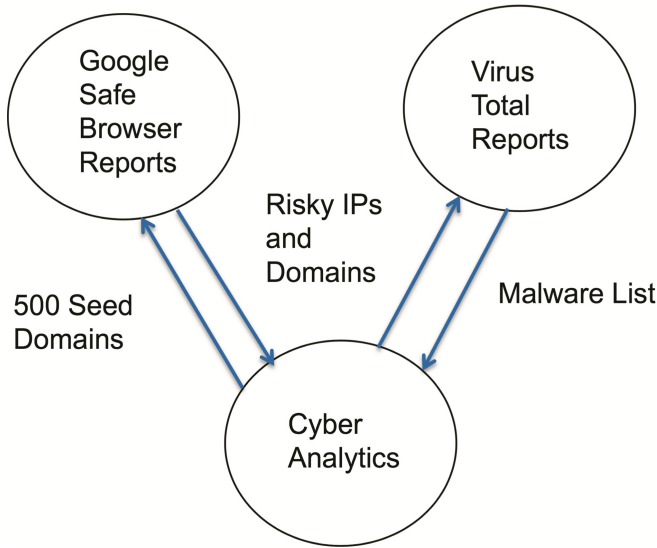 Google
Safe
Browser
Reports
Virus
Total
Reports
Risky IPs
and
Domains
500 Seed
Domains
Malware List
Cyber
Analytics